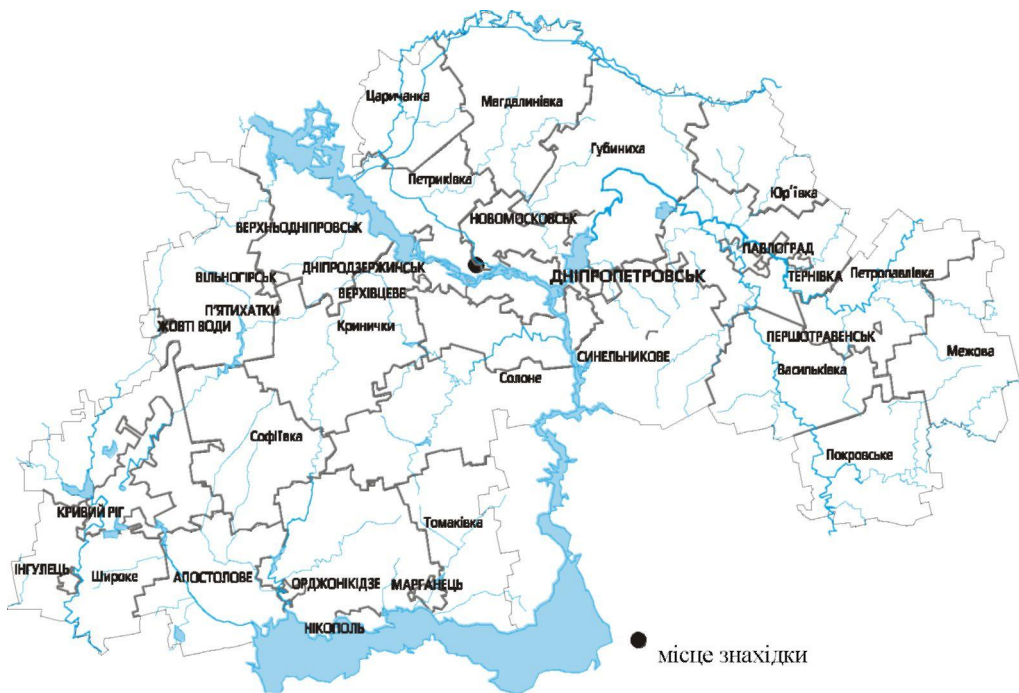 Царичанка
Магдалинівка
Губиниха
Петриківка
Юр'ївка
НОВОМОСКОВСЬК
ВЕРХНЬОДНІПРОВСЬК
ПАВЛОГРАД
ДНІПРОДЗЕРЖИНСЬК
ДНІПРОПЕТРОВСЬК
ТЕРНІВКА
Петропавлівка
ВІЛЬНОГІРСЬК
ВЕРХІВЦЕВЕ
П'ЯТИХАТКИ
ЖОВТІ ВОДИ
Кринички
ПЕРШОТРАВЕНСЬК
Межова
СИНЕЛЬНИКОВЕ
Васильківка
Солоне
Софіївка
Покровське
КРИВИЙ РІГ
Томаківка
ІНГУЛЕЦЬ
Широке
АПОСТОЛОВЕ
ОРДЖОНІКІДЗЕ
МАРГАНЕЦЬ
НІКОПОЛЬ
місце знахідки